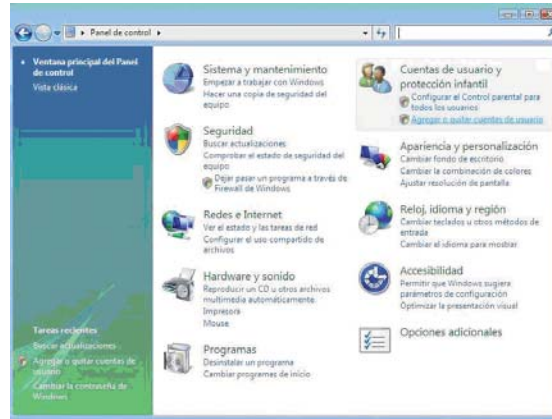 Panel de control
Ventana principal del Panel
de control
Vista clásica
Sistema y mantenimiento
Empezar a trabajar con Windows
Hacer una copia de seguridad del
equipo
Seguridad
Buscar actualizaciones
Comprobar el estado de seguridad del
equipo
Dejar pasar un programa a través de
Firewall de Windows
Redes e Internet
Ver el estado y las tareas de red
Configurar el uso compartido de
archivos
Hardware y sonido
Reproducir un CD u otros archivos
multimedia automáticamente.
Impresora
Mouse
Programas
Desinstalar un programa
Cambiar programas de inicio
Cuentas de usuario y
protección infantil
Configurar el Control parental para
todos los usuarios
Agregar o quitar cuentas de usuario
Apariencia y personalización
Cambiar fondo de escritorio
Cambiar la combinación de colores
Ajustar resolución de pantalla
Reloj, idioma y región
Cambiar teclados u otros métodos de
entrada
Cambiar el idioma para mostrar
Accesibilidad
Permitir que Windows sugiera
parámetros de configuración
Optimizar la presentación visual
Opciones adicionales
Tareas recientes
Buscar actualizaciones
Agregar o quitar cuentas de
usuario
Cambiar la contraseña de
Windows